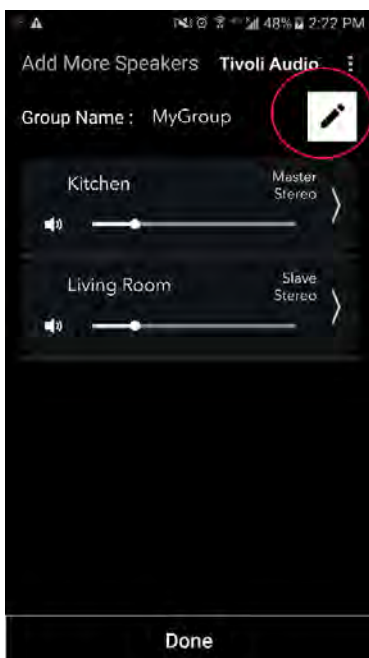 48% 2:22 PM
Add More Speakers Tivoli Audio
Group Name : MyGroup
Kitchen
Master
Stereo
Living Room
Slave
Stereo
Done